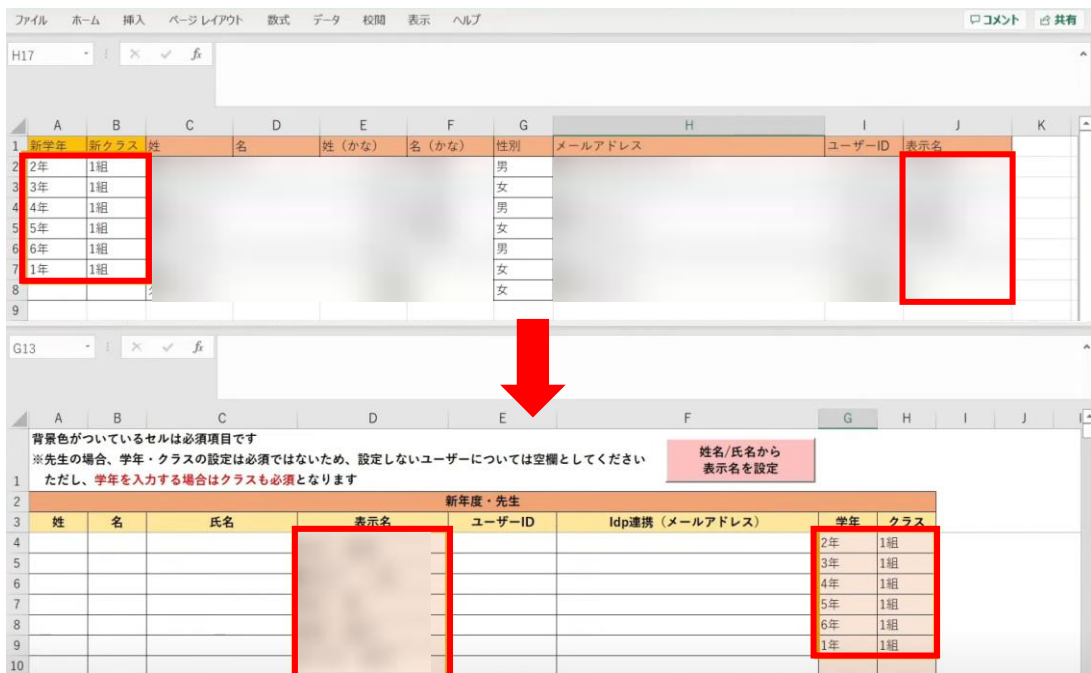 ファイル ホーム 挿入 ページ レイアウト 数式 データ 校閲 表示 ヘルプ コメント 共有
H17 fx
A B C D E F G H I J K
1 新学年 新クラス 姓 名 姓（かな） 名（かな） 性別 メールアドレス ユーザーID 表示名
2 2年 1組 男
3 3年 1組 女
4 4年 1組 男
5 5年 1組 女
6 6年 1組 男
7 1年 1組 女
8 女
9
G13 fx
A B C D E F G H I J
背景色がついているセルは必須項目です
※先生の場合、学年・クラスの設定は必須ではないため、設定しないユーザーについては空欄としてください
1 ただし、学年を入力する場合はクラスも必須となります
姓名/氏名から
表示名を設定
2 新年度・先生
3 姓 名 氏名 表示名 ユーザーID Idp連携（メールアドレス） 学年 クラス
4 2年 1組
5 3年 1組
6 4年 1組
7 5年 1組
8 6年 1組
9 1年 1組
10